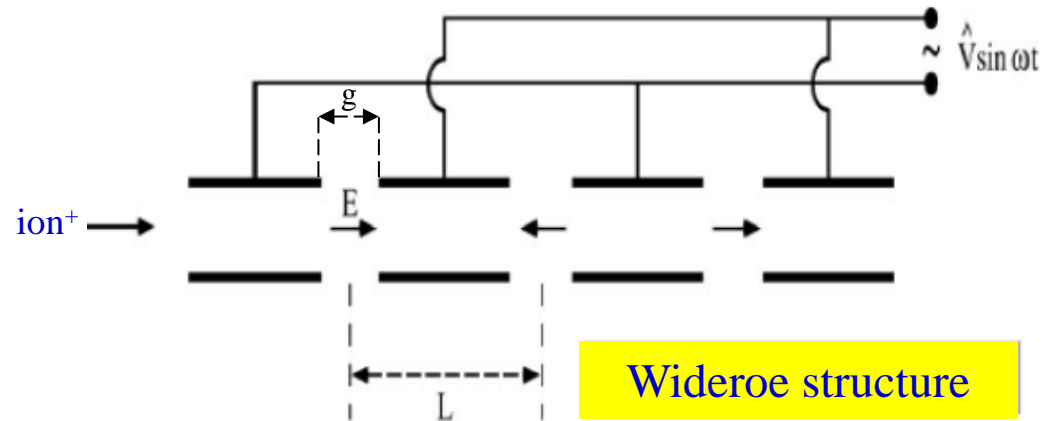 ~ V̂sin ωt
g
E
ion⁺
L
Wideroe structure